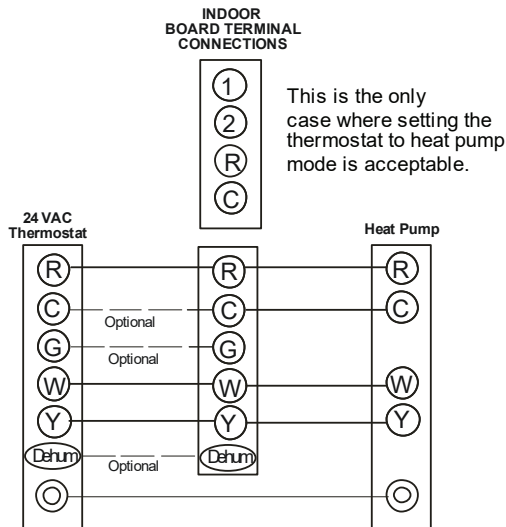 INDOOR
BOARD TERMINAL
CONNECTIONS
1
2
R
C
This is the only
case where setting the
thermostat to heat pump
mode is acceptable.
24 VAC
Thermostat
Heat Pump
R
R
R
C
Optional
C
C
G
Optional
G
W
W
W
Y
Y
Y
Dehum
Optional
Dehum